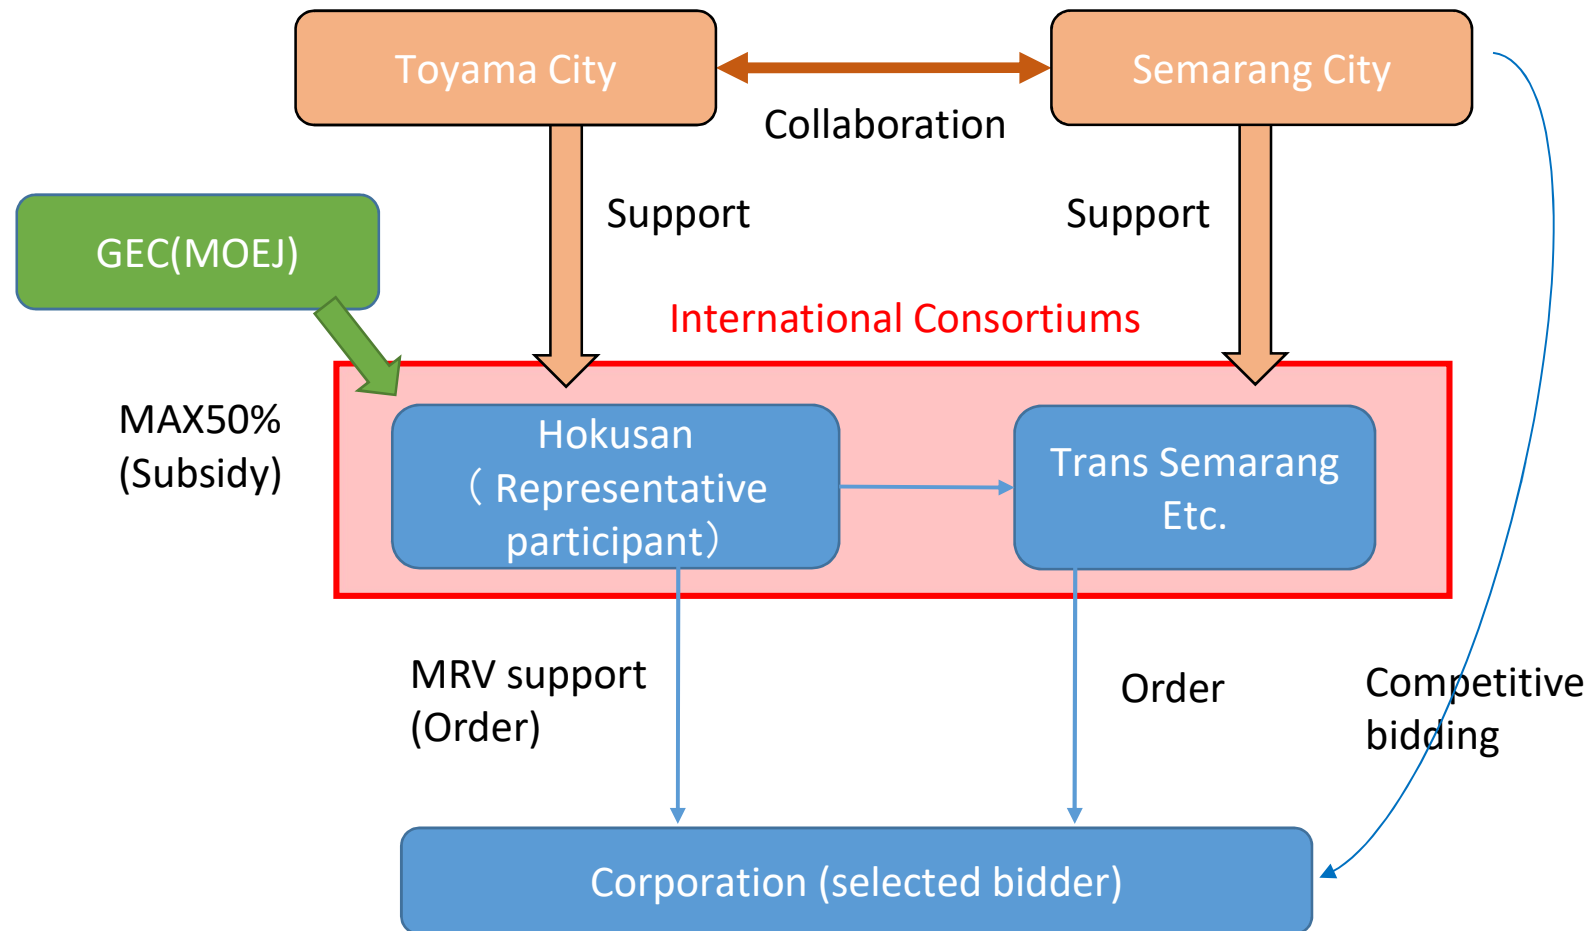 Toyama City
Semarang City
Collaboration
Support
Support
GEC(MOEJ)
International Consortiums
MAX50%
(Subsidy)
Hokusan
（ Representative
participant）
Trans Semarang
Etc.
MRV support
(Order)
Order
Competitive
bidding
Corporation (selected bidder)